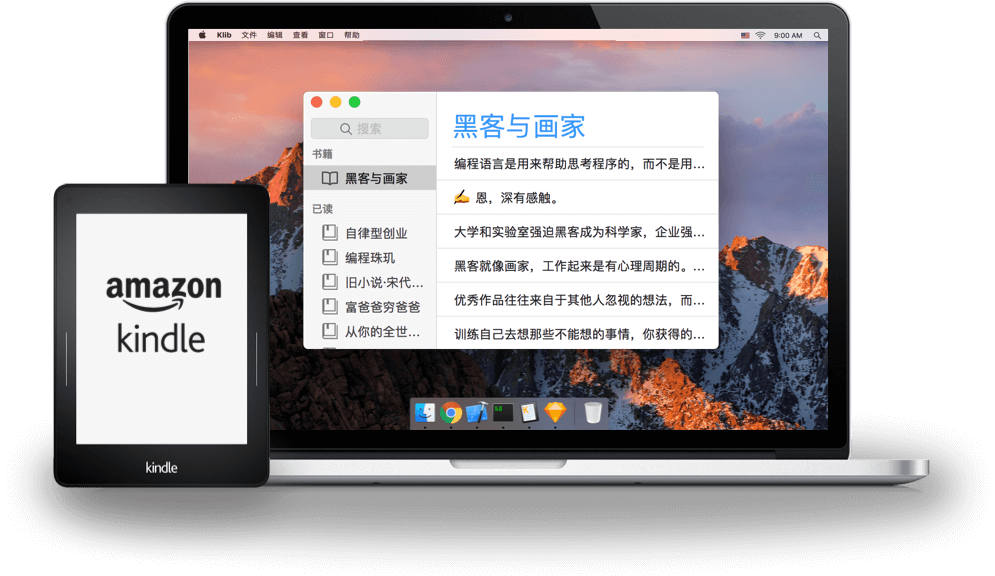 Klib 文件 编辑 查看 窗口 帮助
9:00 AM
搜索
书籍
黑客与画家
已读
自律型创业
编程珠玑
旧小说·宋代...
富爸爸穷爸爸
从你的全世...
黑客与画家
编程语言是用来帮助思考程序的，而不是用...
✍️ 恩，深有感触。
大学和实验室强迫黑客成为科学家，企业强...
黑客就像画家，工作起来是有心理周期的。...
优秀作品往往来自于其他人忽视的想法，而...
训练自己去想那些不能想的事情，你获得的...
amazon
kindle
kindle